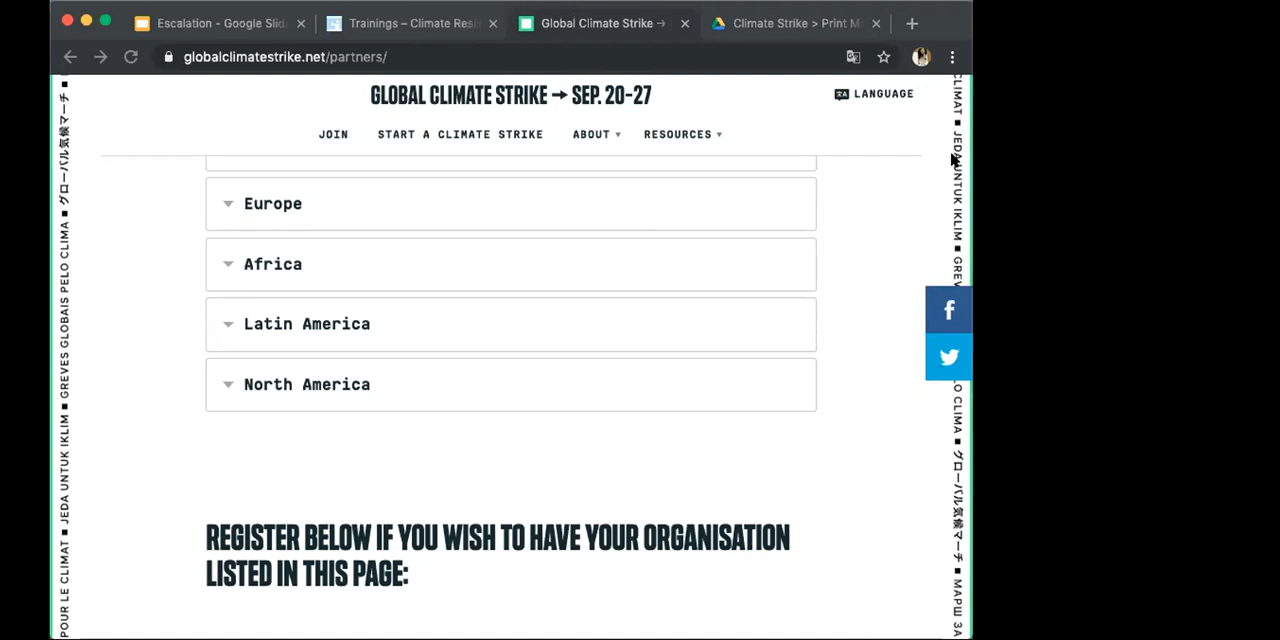 Escalation - Google Slid
Trainings – Climate Resi
Global Climate Strike →
Climate Strike > Print M
globalclimatestrike.net/partners/
GLOBAL CLIMATE STRIKE → SEP. 20-27
LANGUAGE
JOIN
START A CLIMATE STRIKE
ABOUT
RESOURCES
Europe
Africa
Latin America
North America
REGISTER BELOW IF YOU WISH TO HAVE YOUR ORGANISATION
LISTED IN THIS PAGE:
POUR LE CLIMAT ■ JEDA UNTUK IKLIM ■ GREVES GLOBAIS PELO CLIMA ■ グローバル気候マーチ ■
CLIMAT ■ JEDA UNTUK IKLIM ■ GREV
LO CLIMA ■ グローバル気候マーチ ■ МАРШ ЗА